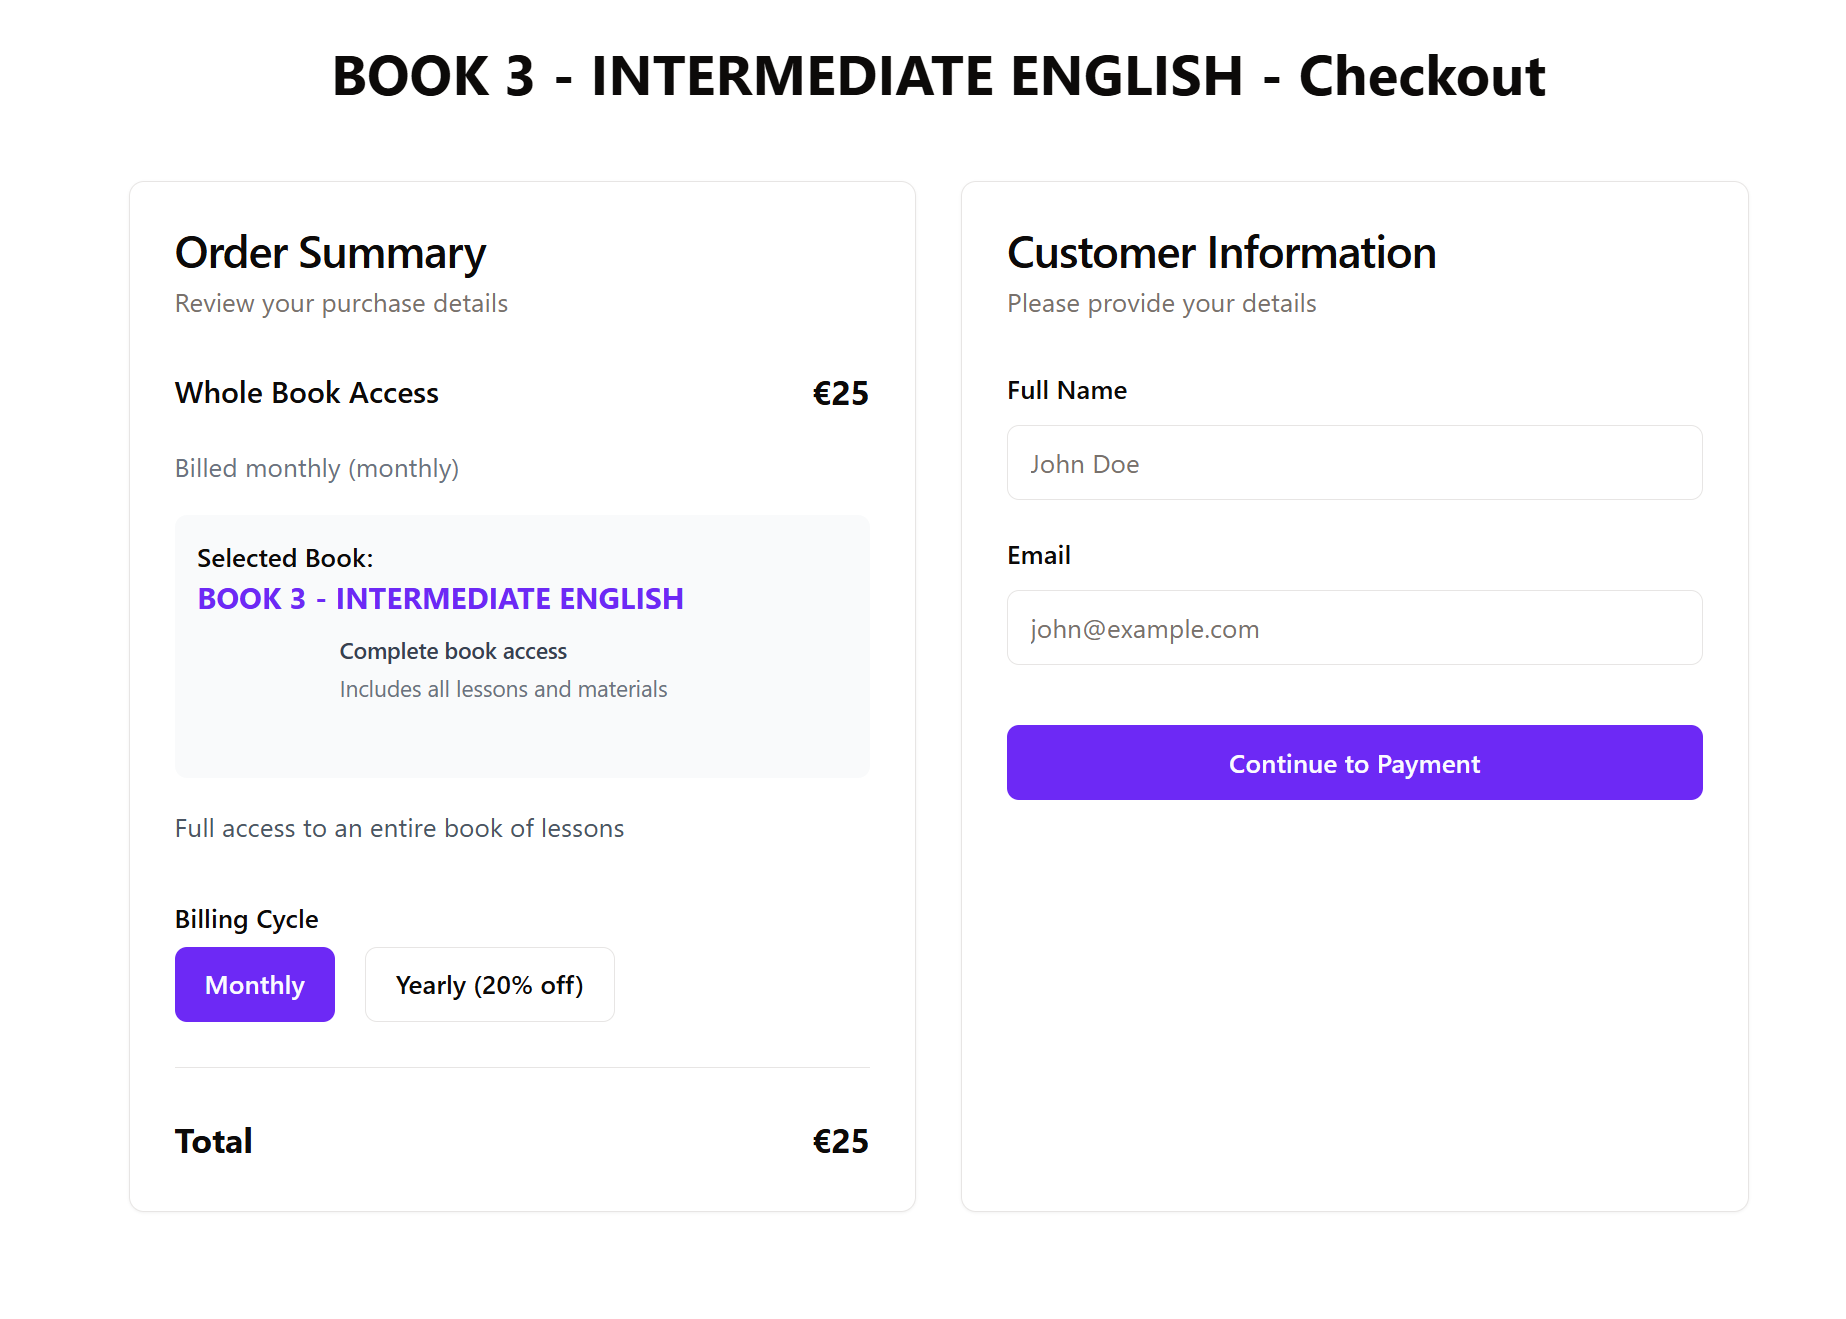 BOOK 3 - INTERMEDIATE ENGLISH - Checkout
Order Summary
Review your purchase details
Whole Book Access €25
Billed monthly (monthly)
Selected Book:
BOOK 3 - INTERMEDIATE ENGLISH
Complete book access
Includes all lessons and materials
Full access to an entire book of lessons
Billing Cycle
Monthly Yearly (20% off)
Total €25
Customer Information
Please provide your details
Full Name
John Doe
Email
john@example.com
Continue to Payment